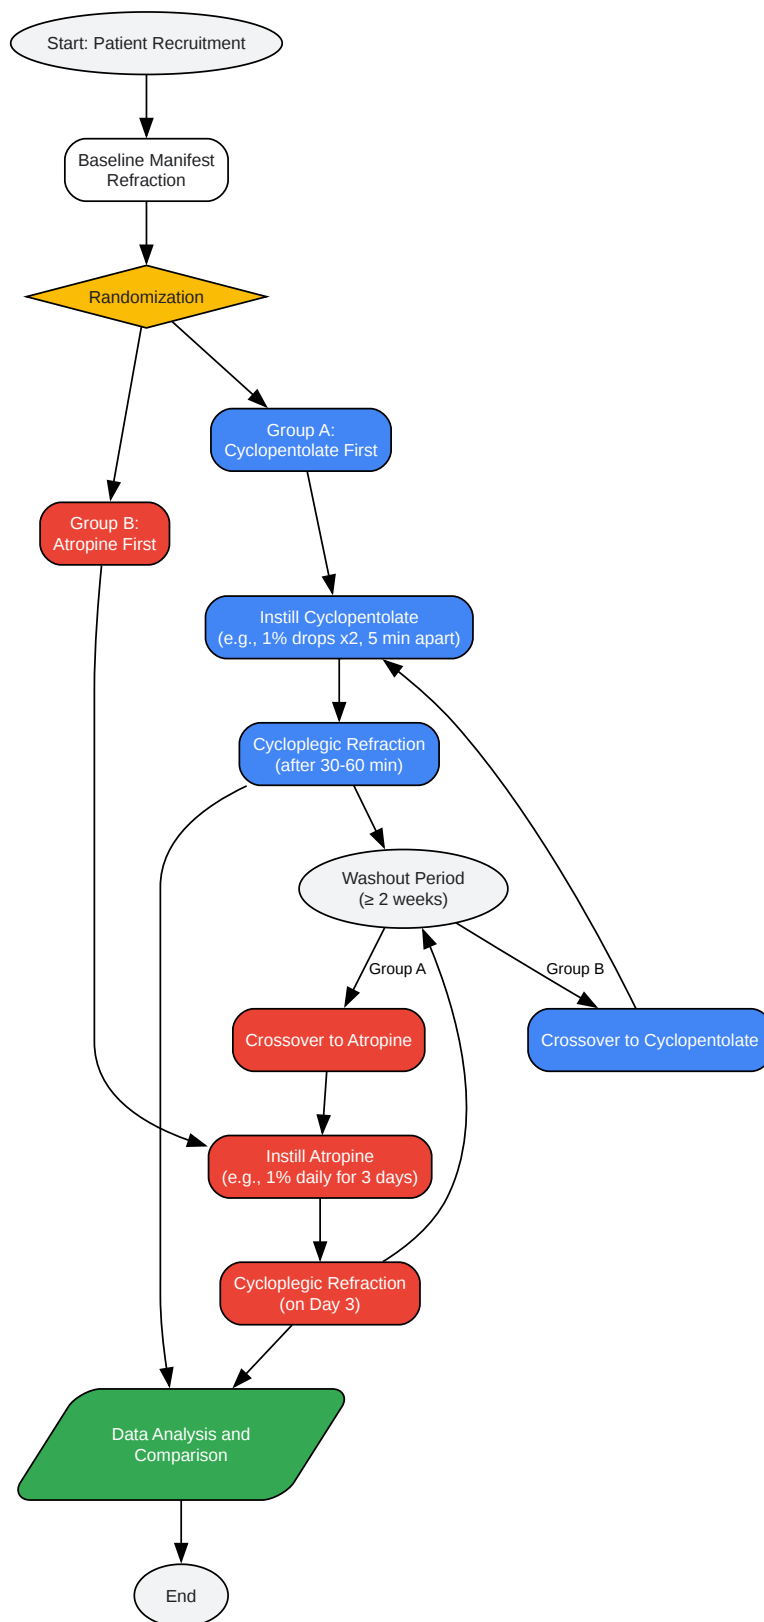 Start: Patient Recruitment
Baseline Manifest
Refraction
Randomization
Group A:
Cyclopentolate First
Group B:
Atropine First
Instill Cyclopentolate
(e.g., 1% drops x2, 5 min apart)
Cycloplegic Refraction
(after 30-60 min)
Washout Period
(≥ 2 weeks)
Group A
Group B
Crossover to Atropine
Crossover to Cyclopentolate
Instill Atropine
(e.g., 1% daily for 3 days)
Cycloplegic Refraction
(on Day 3)
Data Analysis and
Comparison
End